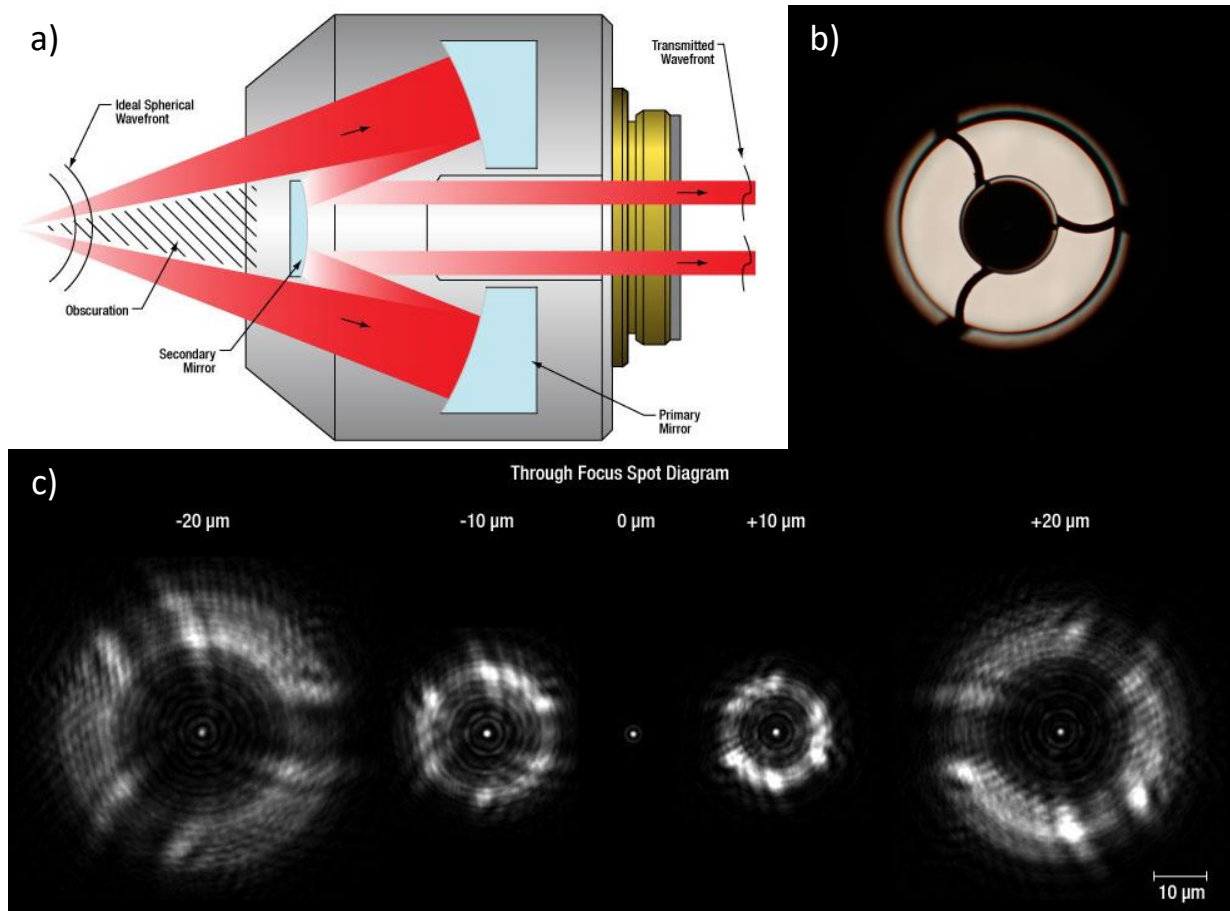 a)
Ideal Spherical
Wavefront
Transmitted
Wavefront
Obscuration
Secondary
Mirror
Primary
Mirror
b)
c)
Through Focus Spot Diagram
-20 µm
-10 µm
0 µm
+10 µm
+20 µm
10 µm